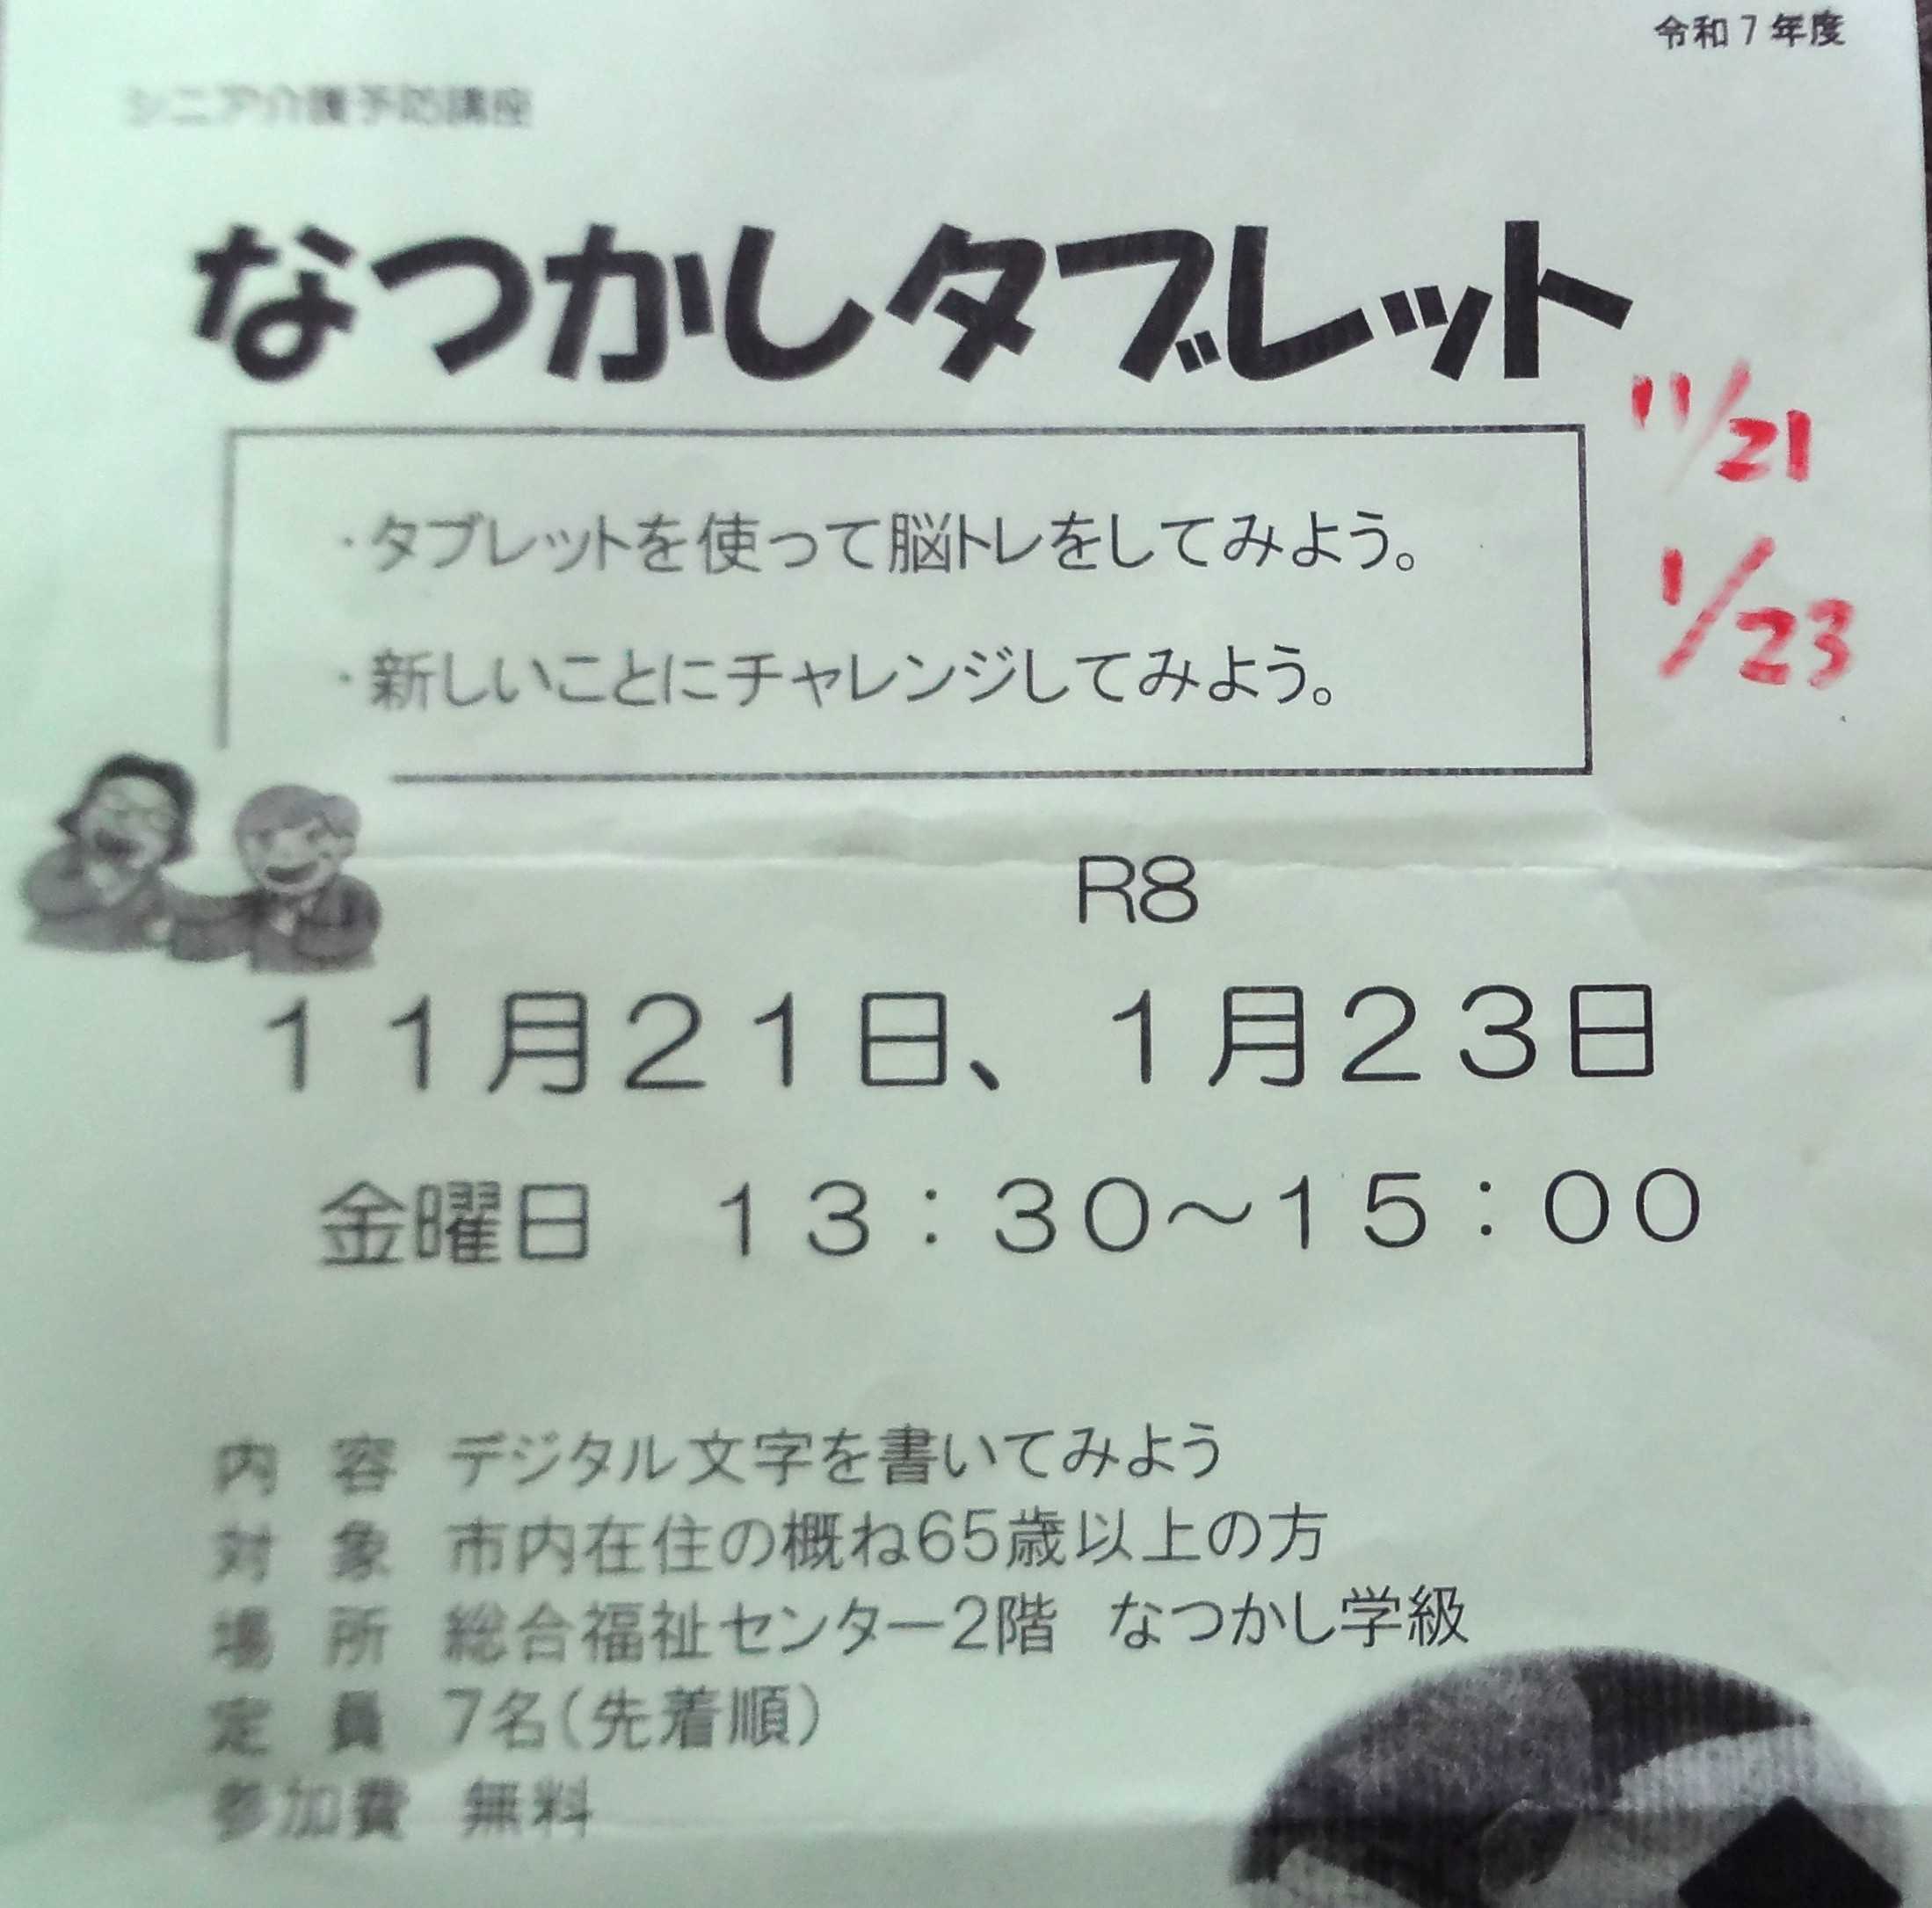 令和７年度
シニア介護予防講座
なつかしタブレット
11/21
・タブレットを使って脳トレをしてみよう。
1/23
・新しいことにチャレンジしてみよう。
R8
１１月２１日、１月２３日
金曜日　１３：３０～１５：００
内　容　デジタル文字を書いてみよう
対　象　市内在住の概ね65歳以上の方
場　所　総合福祉センター2階　なつかし学級
定　員　7名（先着順）
参加費　無料